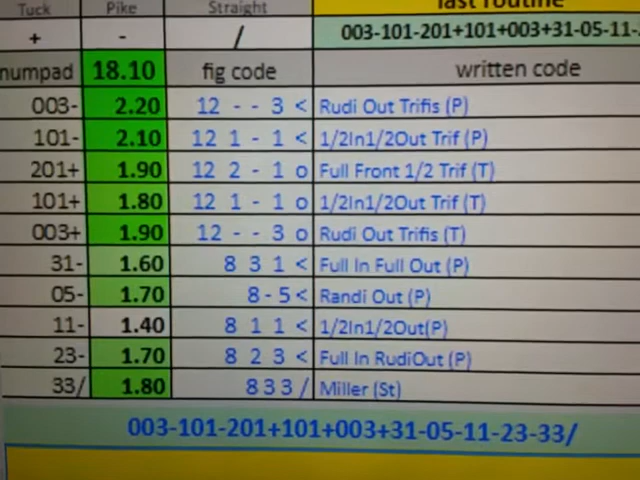 Tuck Pike Straight last routine
+ - / 003-101-201+101+003+31-05-11-
numpad 18.10 fig code written code
003- 2.20 12 - - 3 < Rudi Out Trifis (P)
101- 2.10 12 1 - 1 < 1/2In1/2Out Trif (P)
201+ 1.90 12 2 - 1 o Full Front 1/2 Trif (T)
101+ 1.80 12 1 - 1 o 1/2In1/2Out Trif (T)
003+ 1.90 12 - - 3 o Rudi Out Trifis (T)
31- 1.60 8 3 1 < Full In Full Out (P)
05- 1.70 8 - 5 < Randi Out (P)
11- 1.40 8 1 1 < 1/2In1/2Out(P)
23- 1.70 8 2 3 < Full In RudiOut (P)
33/ 1.80 8 3 3 / Miller (St)
003-101-201+101+003+31-05-11-23-33/